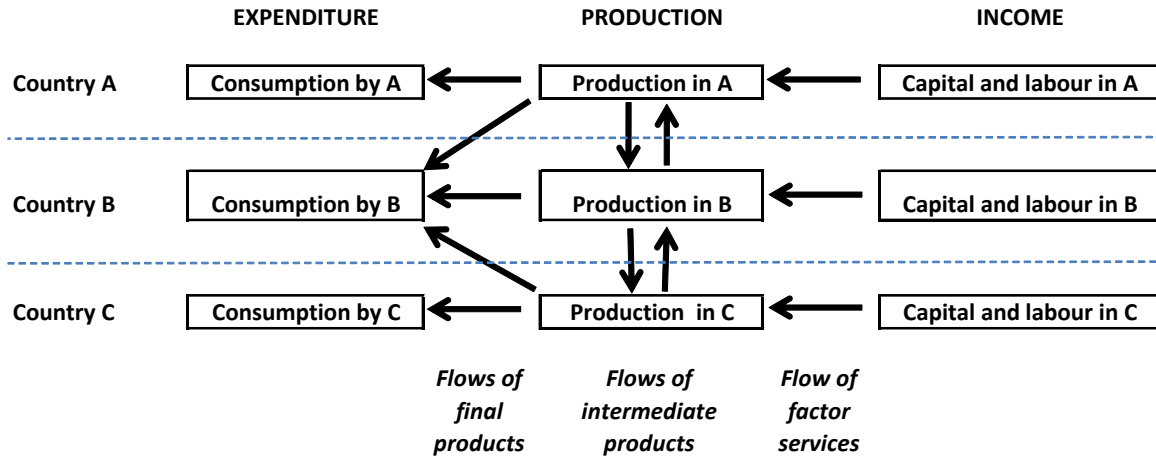 EXPENDITURE PRODUCTION INCOME
Country A Consumption by A Production in A Capital and labour in A
Country B Consumption by B Production in B Capital and labour in B
Country C Consumption by C Production in C Capital and labour in C
Flows of final products
Flows of intermediate products
Flow of factor services